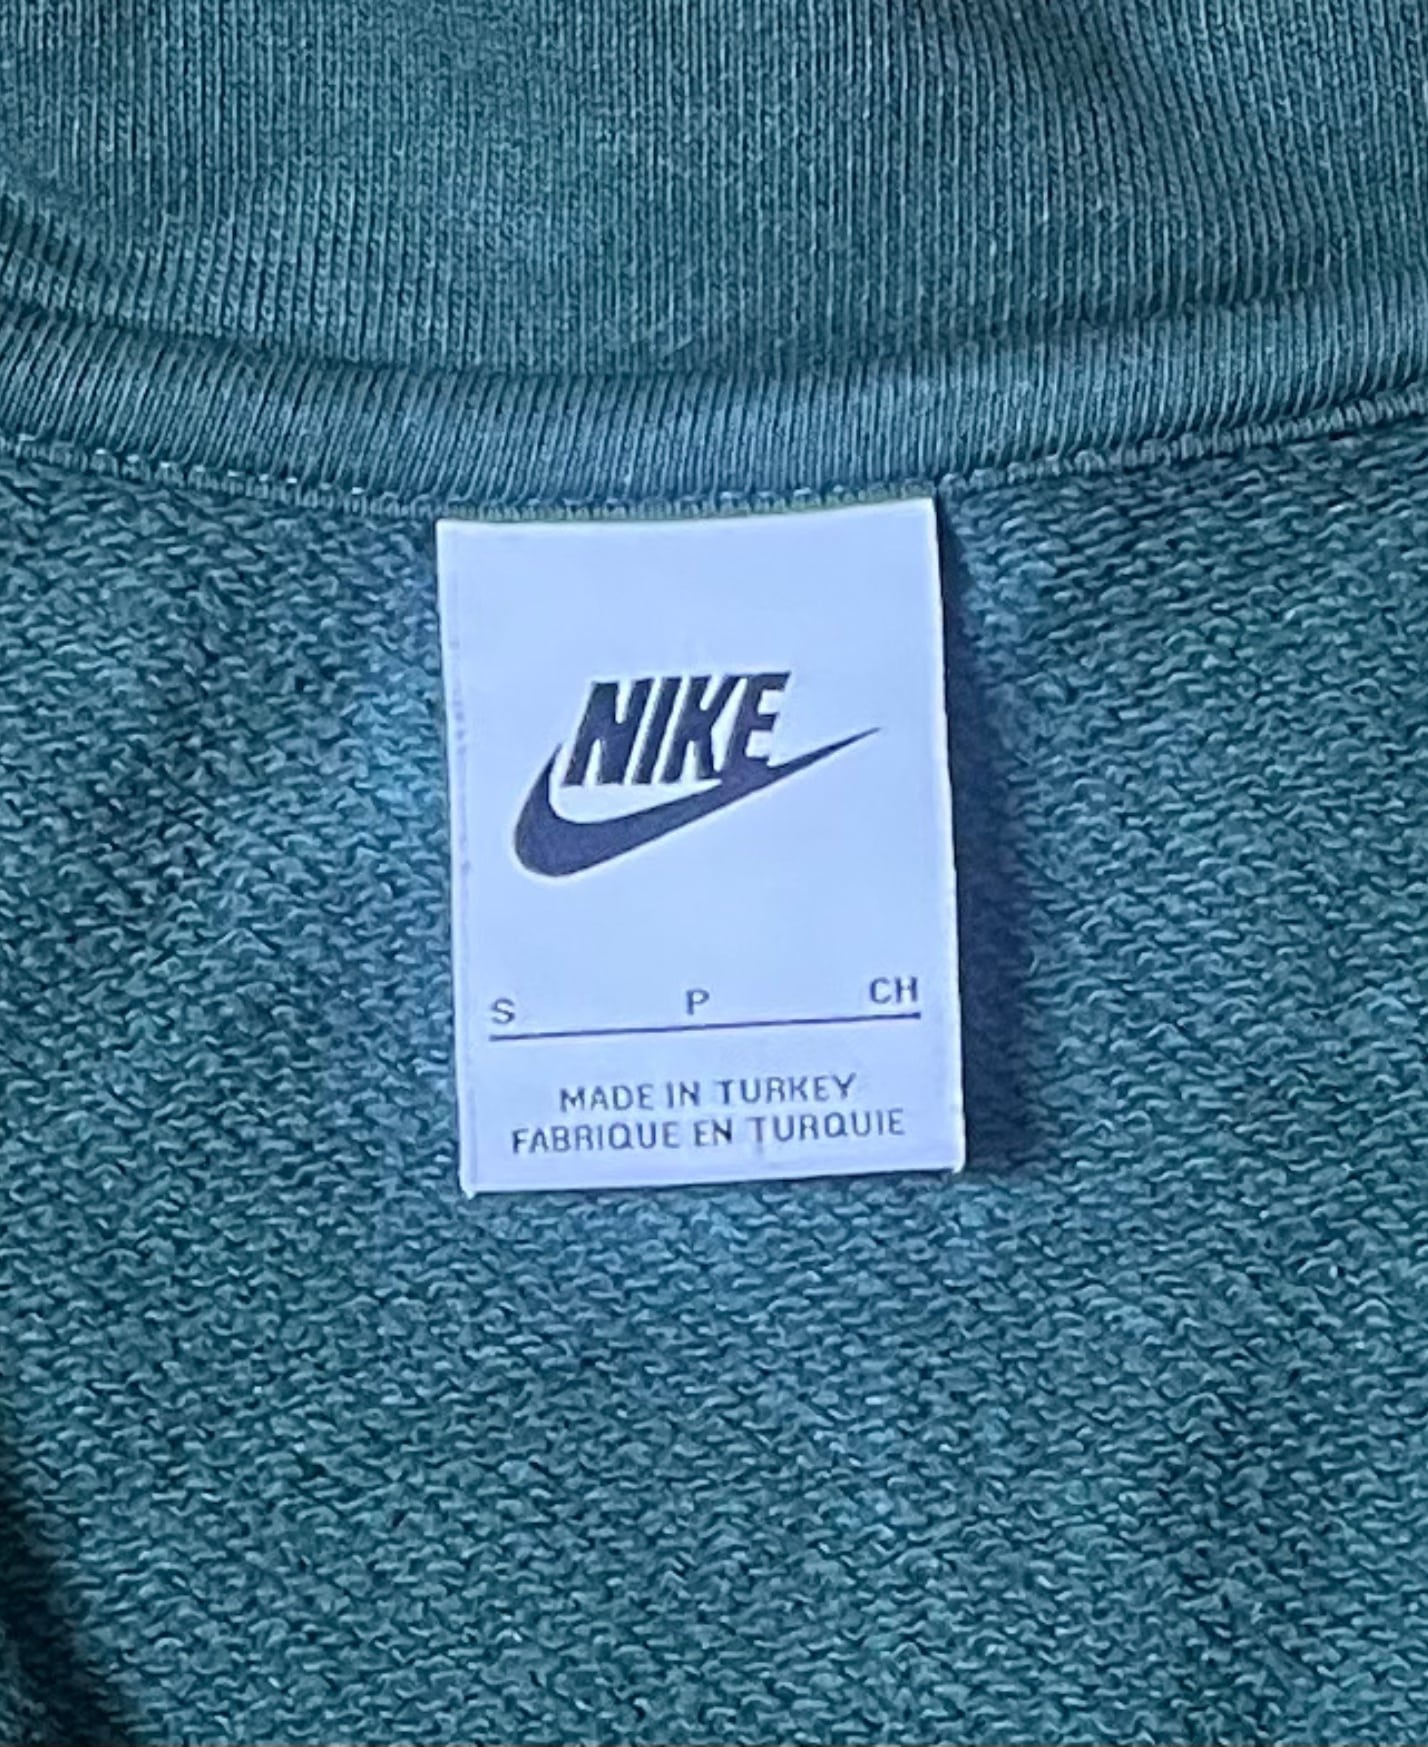 NIKE
S P CH
MADE IN TURKEY
FABRIQUE EN TURQUIE